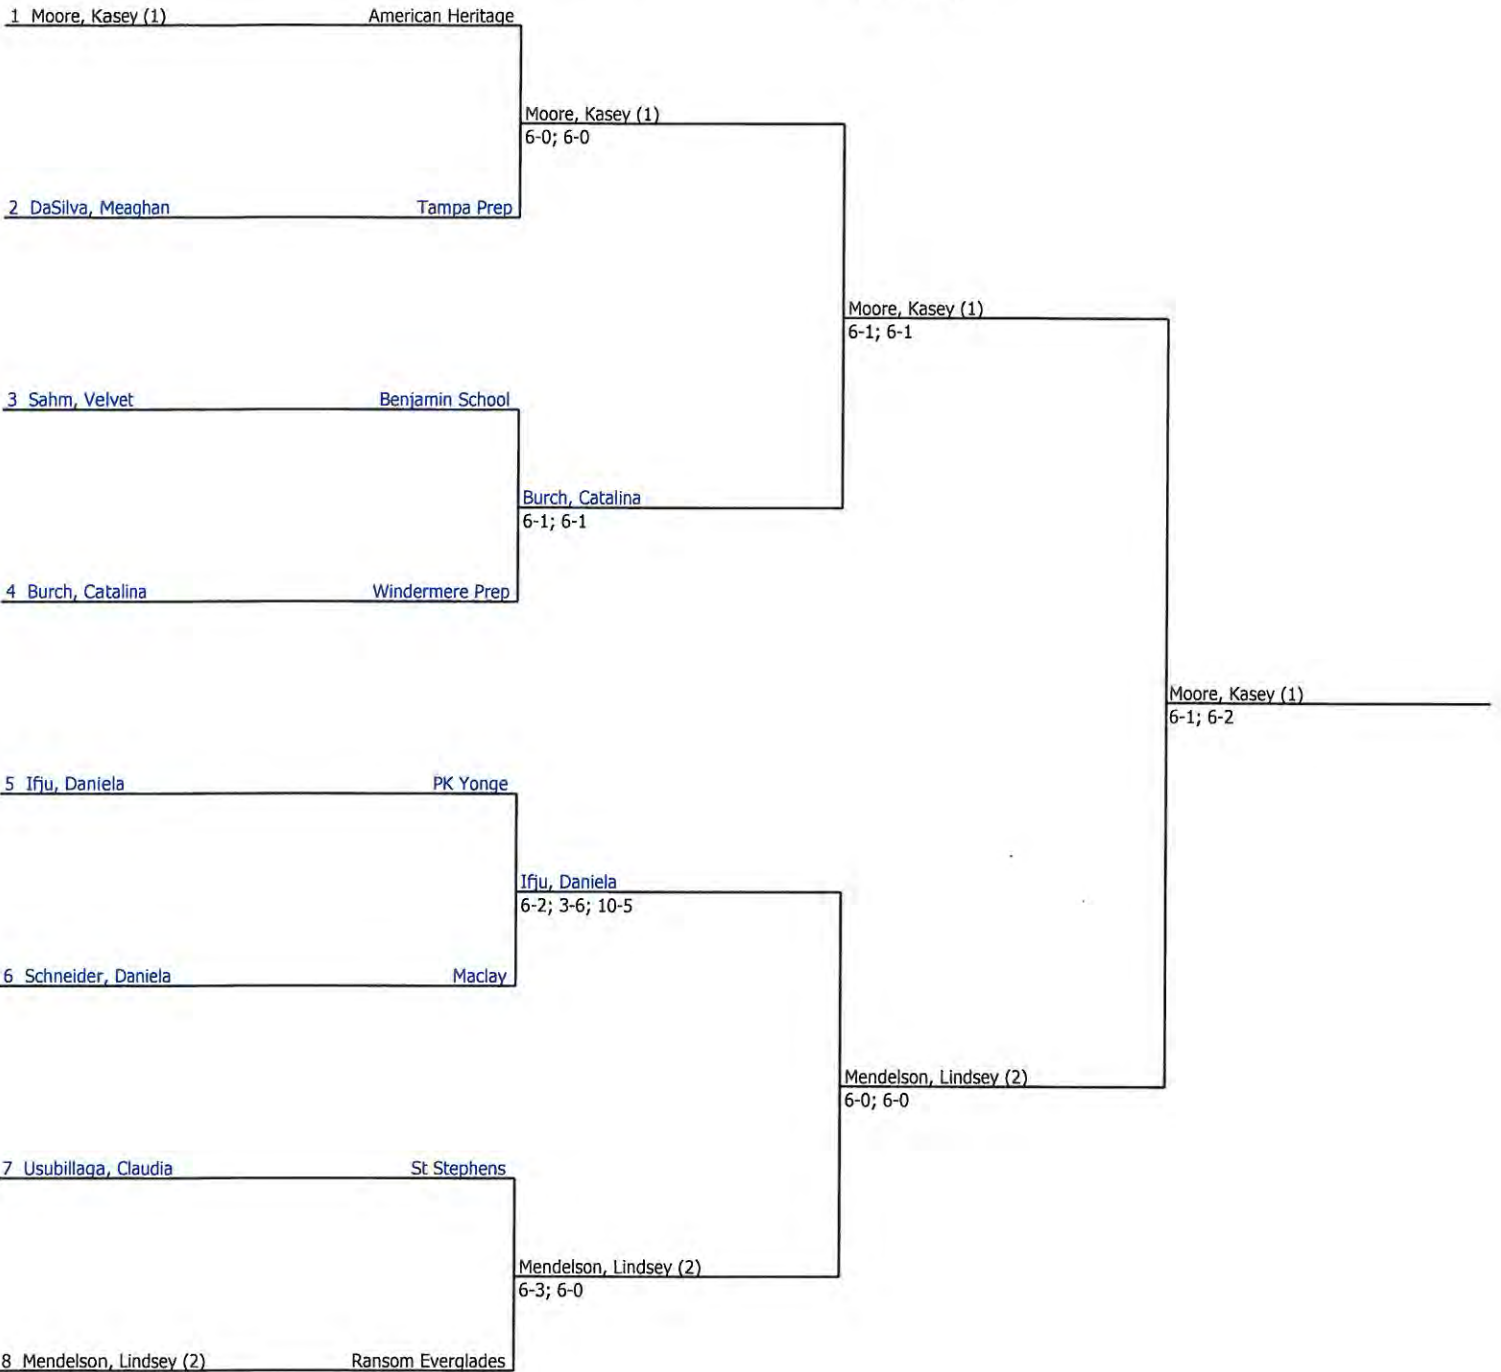 1 Moore, Kasey (1) American Heritage
Moore, Kasey (1)
6-0; 6-0
2 DaSilva, Meaghan Tampa Prep
Moore, Kasey (1)
6-1; 6-1
3 Sahm, Velvet Benjamin School
Burch, Catalina
6-1; 6-1
4 Burch, Catalina Windermere Prep
Moore, Kasey (1)
6-1; 6-2
5 Ifju, Daniela PK Yonge
Ifju, Daniela
6-2; 3-6; 10-5
6 Schneider, Daniela Maclay
Mendelson, Lindsey (2)
6-0; 6-0
7 Usubillaga, Claudia St Stephens
Mendelson, Lindsey (2)
6-3; 6-0
8 Mendelson, Lindsey (2) Ransom Everglades